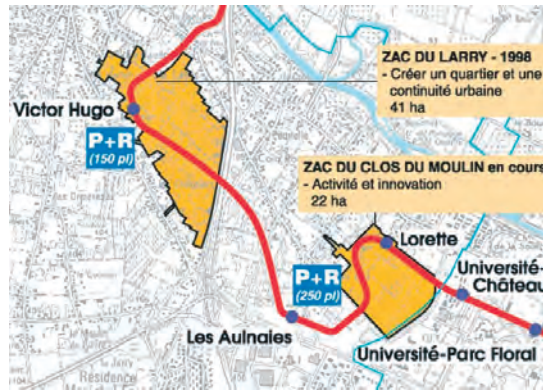 ZAC DU LARRY - 1998
- Créer un quartier et une
continuité urbaine
41 ha
Victor Hugo
P+R
(150 pl)
ZAC DU CLOS DU MOULIN en cours
- Activité et innovation
22 ha
Lorette
P+R
(250 pl)
Université-
Château
Les Aulnaies
Université-Parc Floral
Résidence